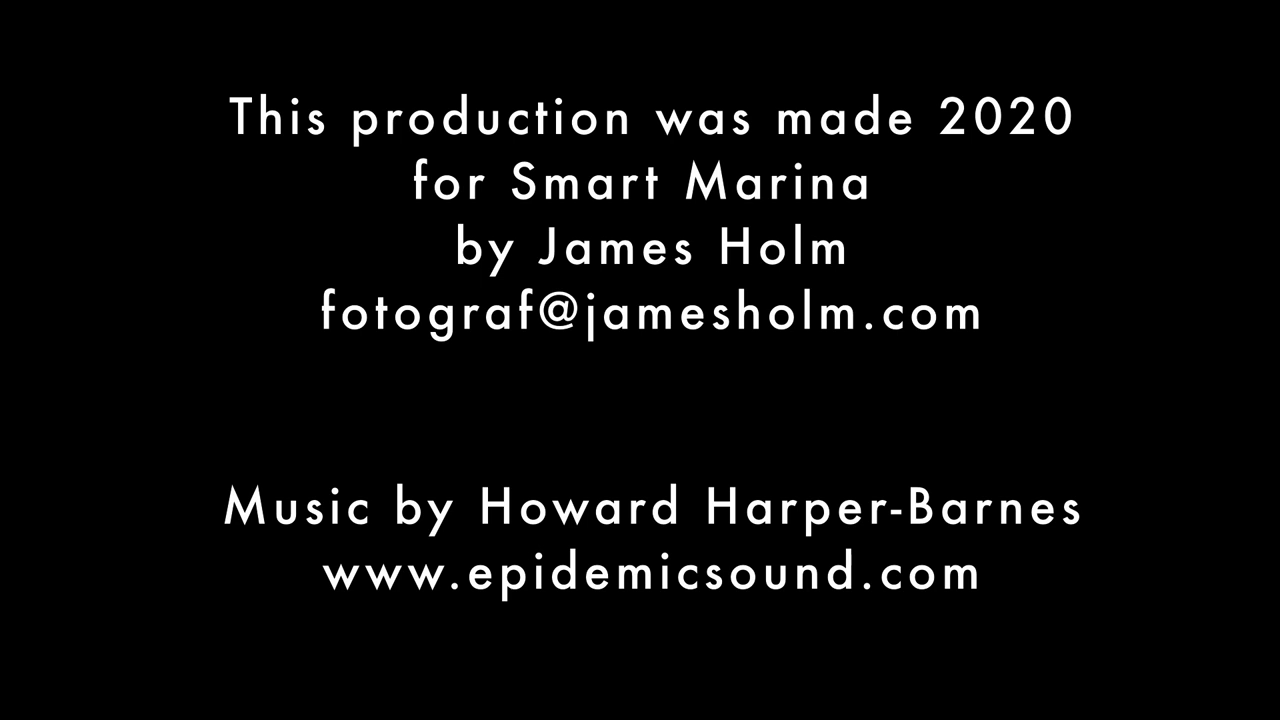 This production was made 2020
for Smart Marina
by James Holm
fotograf@jamesholm.com
Music by Howard Harper-Barnes
www.epidemicsound.com